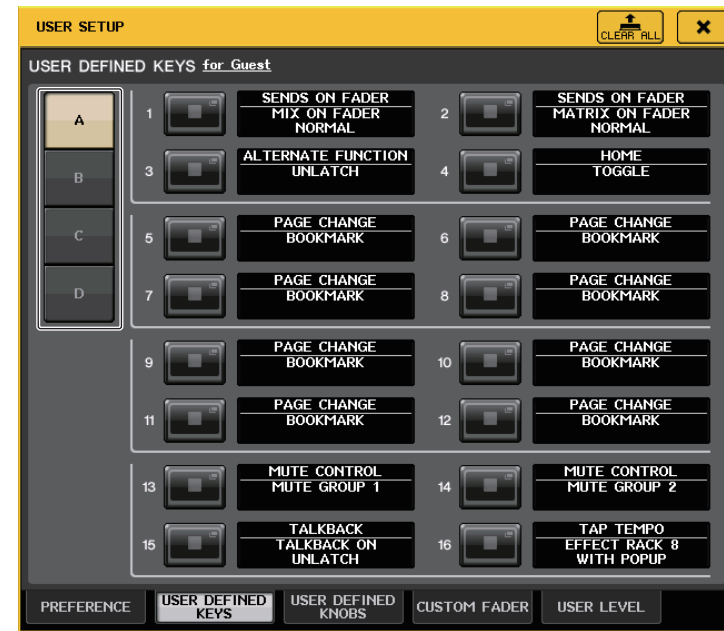 USER SETUP
CLEAR ALL
USER DEFINED KEYS for Guest
A
B
C
D
1
SENDS ON FADER
MIX ON FADER
NORMAL
2
SENDS ON FADER
MATRIX ON FADER
NORMAL
3
ALTERNATE FUNCTION
UNLATCH
4
HOME
TOGGLE
5
PAGE CHANGE
BOOKMARK
6
PAGE CHANGE
BOOKMARK
7
PAGE CHANGE
BOOKMARK
8
PAGE CHANGE
BOOKMARK
9
PAGE CHANGE
BOOKMARK
10
PAGE CHANGE
BOOKMARK
11
PAGE CHANGE
BOOKMARK
12
PAGE CHANGE
BOOKMARK
13
MUTE CONTROL
MUTE GROUP 1
14
MUTE CONTROL
MUTE GROUP 2
15
TALKBACK
TALKBACK ON
UNLATCH
16
TAP TEMPO
EFFECT RACK 8
WITH POPUP
PREFERENCE
USER DEFINED
KEYS
USER DEFINED
KNOBS
CUSTOM FADER
USER LEVEL